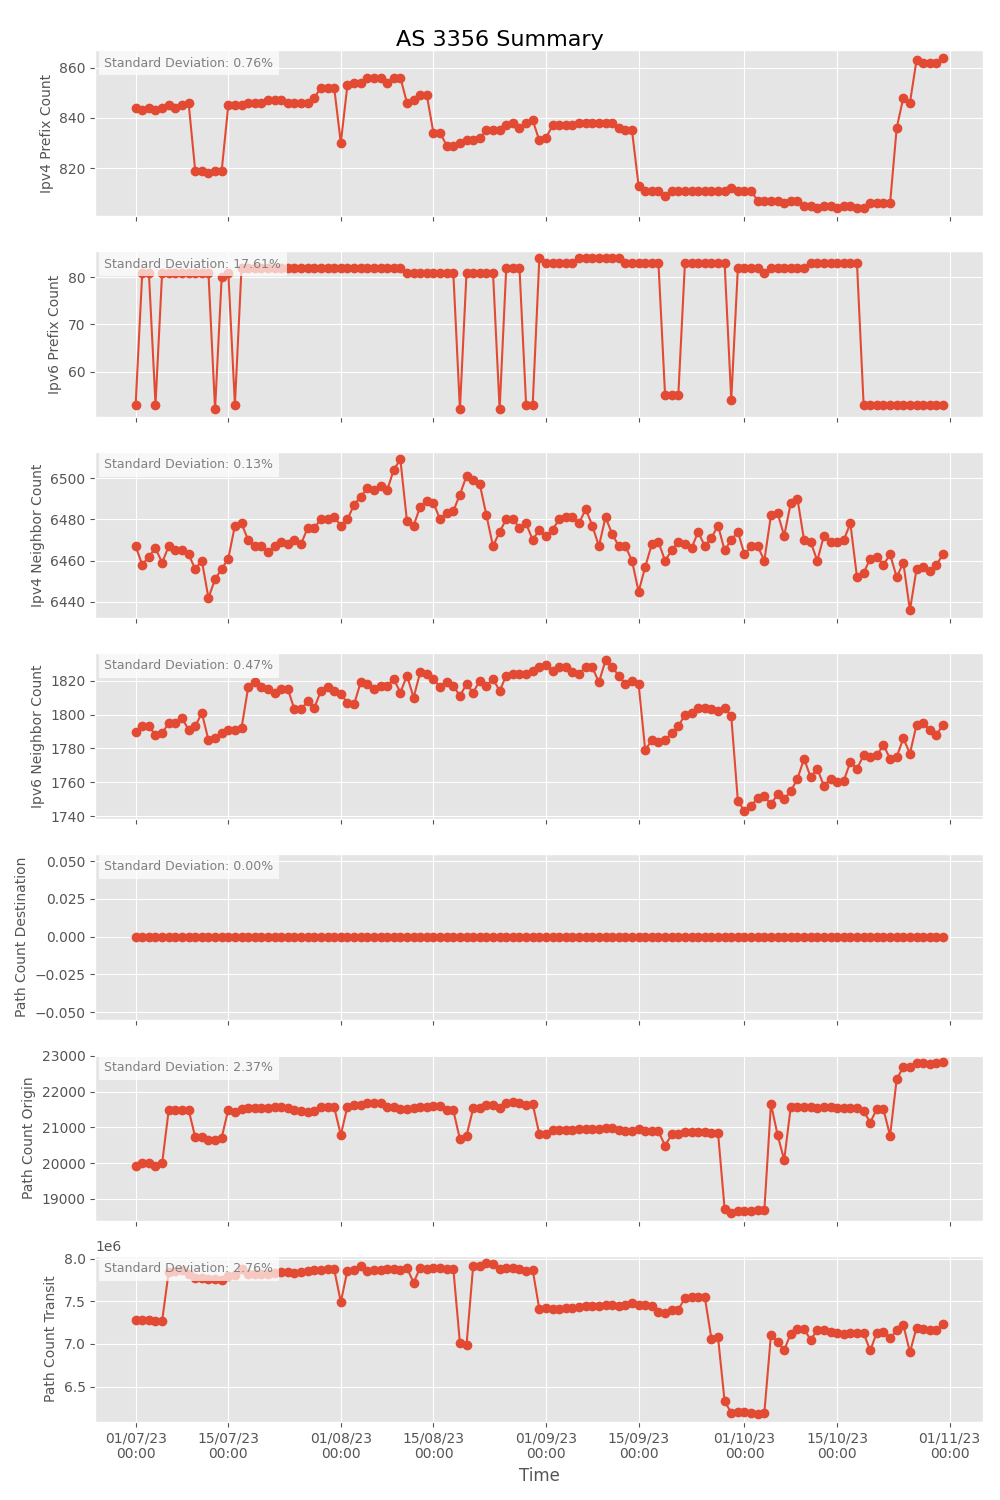 AS 3356 Summary
Ipv4 Prefix Count
Standard Deviation: 0.76%
860
840
820
Ipv6 Prefix Count
Standard Deviation: 17.61%
80
70
60
Ipv4 Neighbor Count
Standard Deviation: 0.13%
6500
6480
6460
6440
Ipv6 Neighbor Count
Standard Deviation: 0.47%
1820
1800
1780
1760
1740
Path Count Destination
Standard Deviation: 0.00%
0.050
0.025
0.000
−0.025
−0.050
Path Count Origin
Standard Deviation: 2.37%
23000
22000
21000
20000
19000
1e6
Path Count Transit
Standard Deviation: 2.76%
8.0
7.5
7.0
6.5
01/07/23 15/07/23 01/08/23 15/08/23 01/09/23 15/09/23 01/10/23 15/10/23 01/11/23
00:00 00:00 00:00 00:00 00:00 00:00 00:00 00:00 00:00
Time